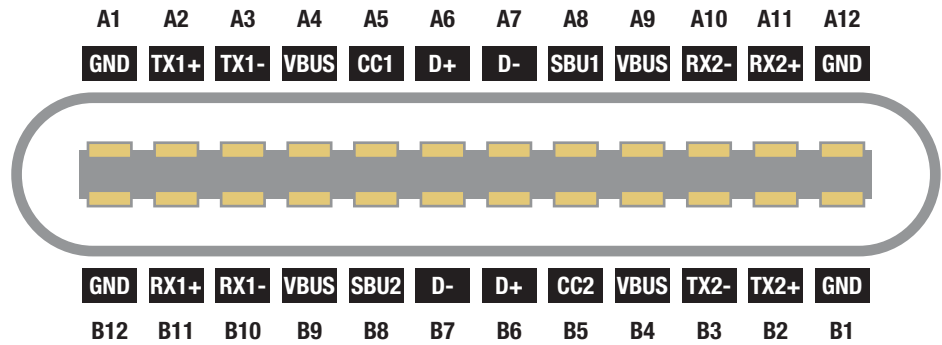 A1 A2 A3 A4 A5 A6 A7 A8 A9 A10 A11 A12
GND TX1+ TX1- VBUS CC1 D+ D- SBU1 VBUS RX2- RX2+ GND
GND RX1+ RX1- VBUS SBU2 D- D+ CC2 VBUS TX2- TX2+ GND
B12 B11 B10 B9 B8 B7 B6 B5 B4 B3 B2 B1